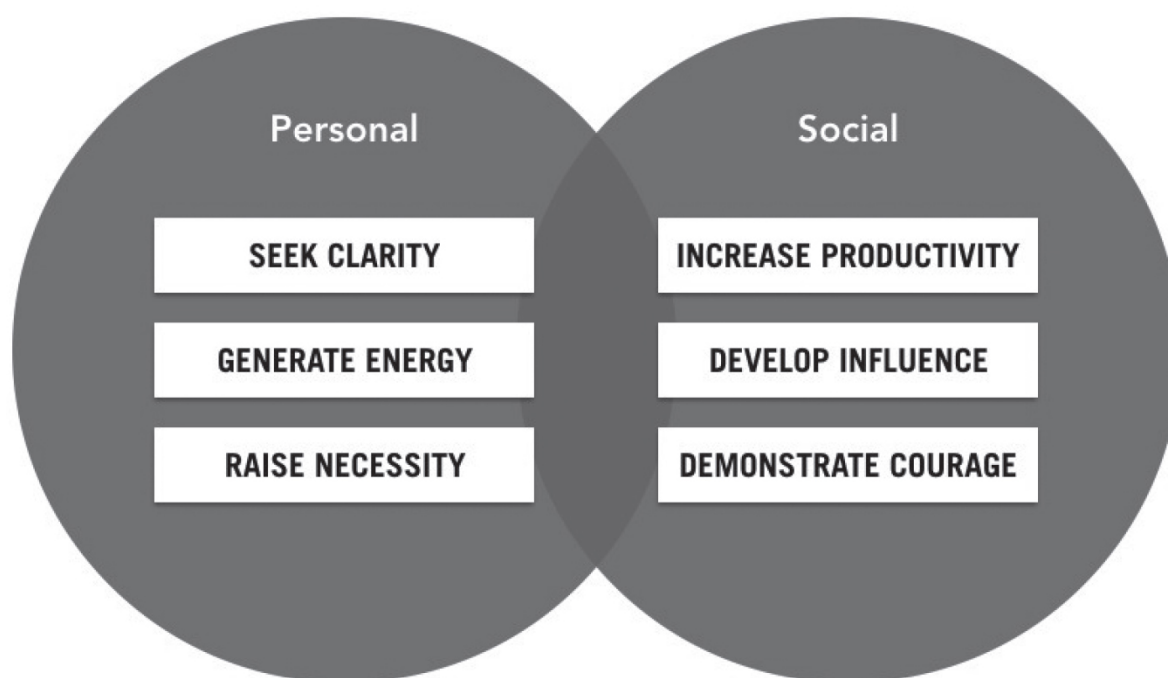 Personal
SEEK CLARITY
GENERATE ENERGY
RAISE NECESSITY
Social
INCREASE PRODUCTIVITY
DEVELOP INFLUENCE
DEMONSTRATE COURAGE